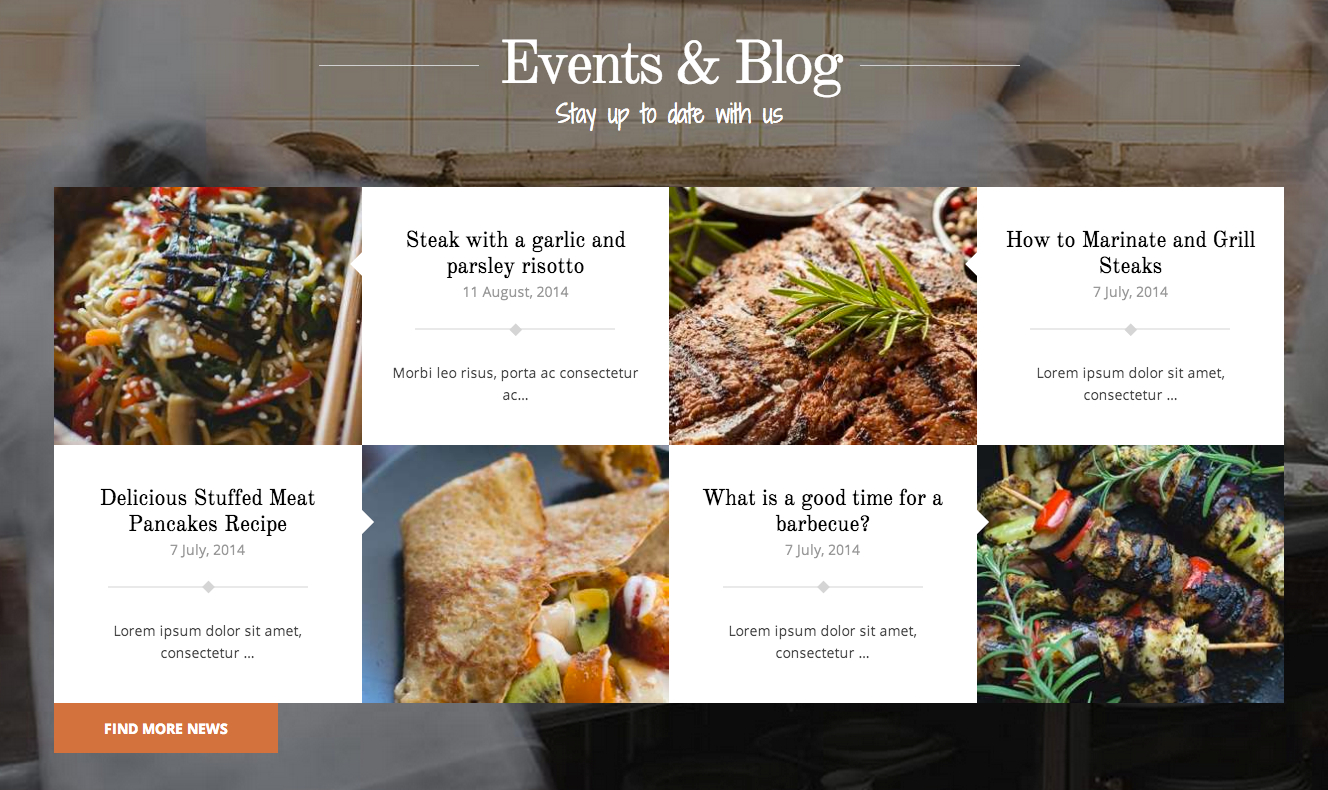 Events & Blog
Stay up to date with us
Steak with a garlic and
parsley risotto
11 August, 2014
Morbi leo risus, porta ac consectetur
ac...
How to Marinate and Grill
Steaks
7 July, 2014
Lorem ipsum dolor sit amet,
consectetur ...
Delicious Stuffed Meat
Pancakes Recipe
7 July, 2014
Lorem ipsum dolor sit amet,
consectetur ...
What is a good time for a
barbecue?
7 July, 2014
Lorem ipsum dolor sit amet,
consectetur ...
FIND MORE NEWS